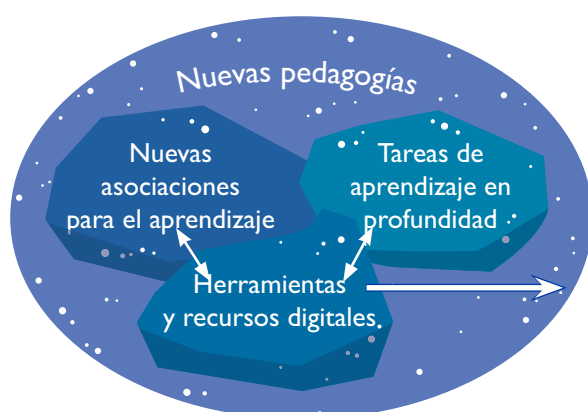 Nuevas pedagogías
Nuevas
asociaciones
para el aprendizaje
Tareas de
aprendizaje en
profundidad
Herramientas
y recursos digitales